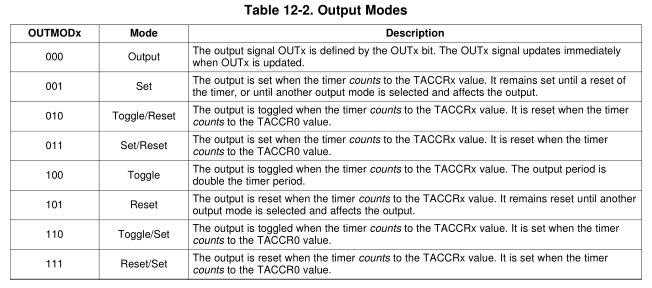 Table 12-2. Output Modes
OUTMODx Mode Description
000 Output The output signal OUTx is defined by the OUTx bit. The OUTx signal updates immediately
when OUTx is updated.
001 Set The output is set when the timer counts to the TACCRx value. It remains set until a reset of
the timer, or until another output mode is selected and affects the output.
010 Toggle/Reset The output is toggled when the timer counts to the TACCRx value. It is reset when the timer
counts to the TACCR0 value.
011 Set/Reset The output is set when the timer counts to the TACCRx value. It is reset when the timer
counts to the TACCR0 value.
100 Toggle The output is toggled when the timer counts to the TACCRx value. The output period is
double the timer period.
101 Reset The output is reset when the timer counts to the TACCRx value. It remains reset until another
output mode is selected and affects the output.
110 Toggle/Set The output is toggled when the timer counts to the TACCRx value. It is set when the timer
counts to the TACCR0 value.
111 Reset/Set The output is reset when the timer counts to the TACCRx value. It is set when the timer
counts to the TACCR0 value.